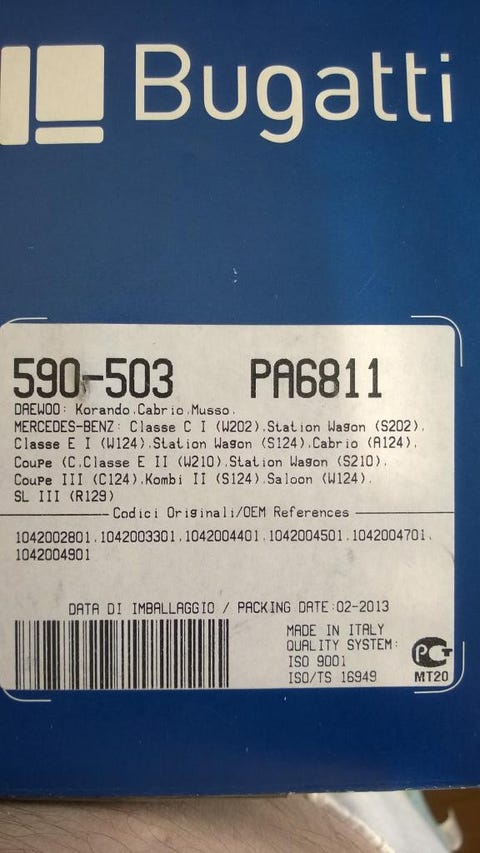 Bugatti
590-503 PA6811
DAEWOO: Korando,Cabrio,Musso.
MERCEDES-BENZ: Classe C I (W202),Station Wagon (S202),
Classe E I (W124),Station Wagon (S124),Cabrio (A124),
Coupe (C,Classe E II (W210),Station Wagon (S210),
Coupe III (C124),Kombi II (S124),Saloon (W124),
SL III (R129)
Codici Originali/OEM References
1042002801,1042003301,1042004401,1042004501,1042004701,
1042004901
DATA DI IMBALLAGGIO / PACKING DATE:02-2013
MADE IN ITALY
QUALITY SYSTEM:
ISO 9001
ISO/TS 16949
PCT
MT20